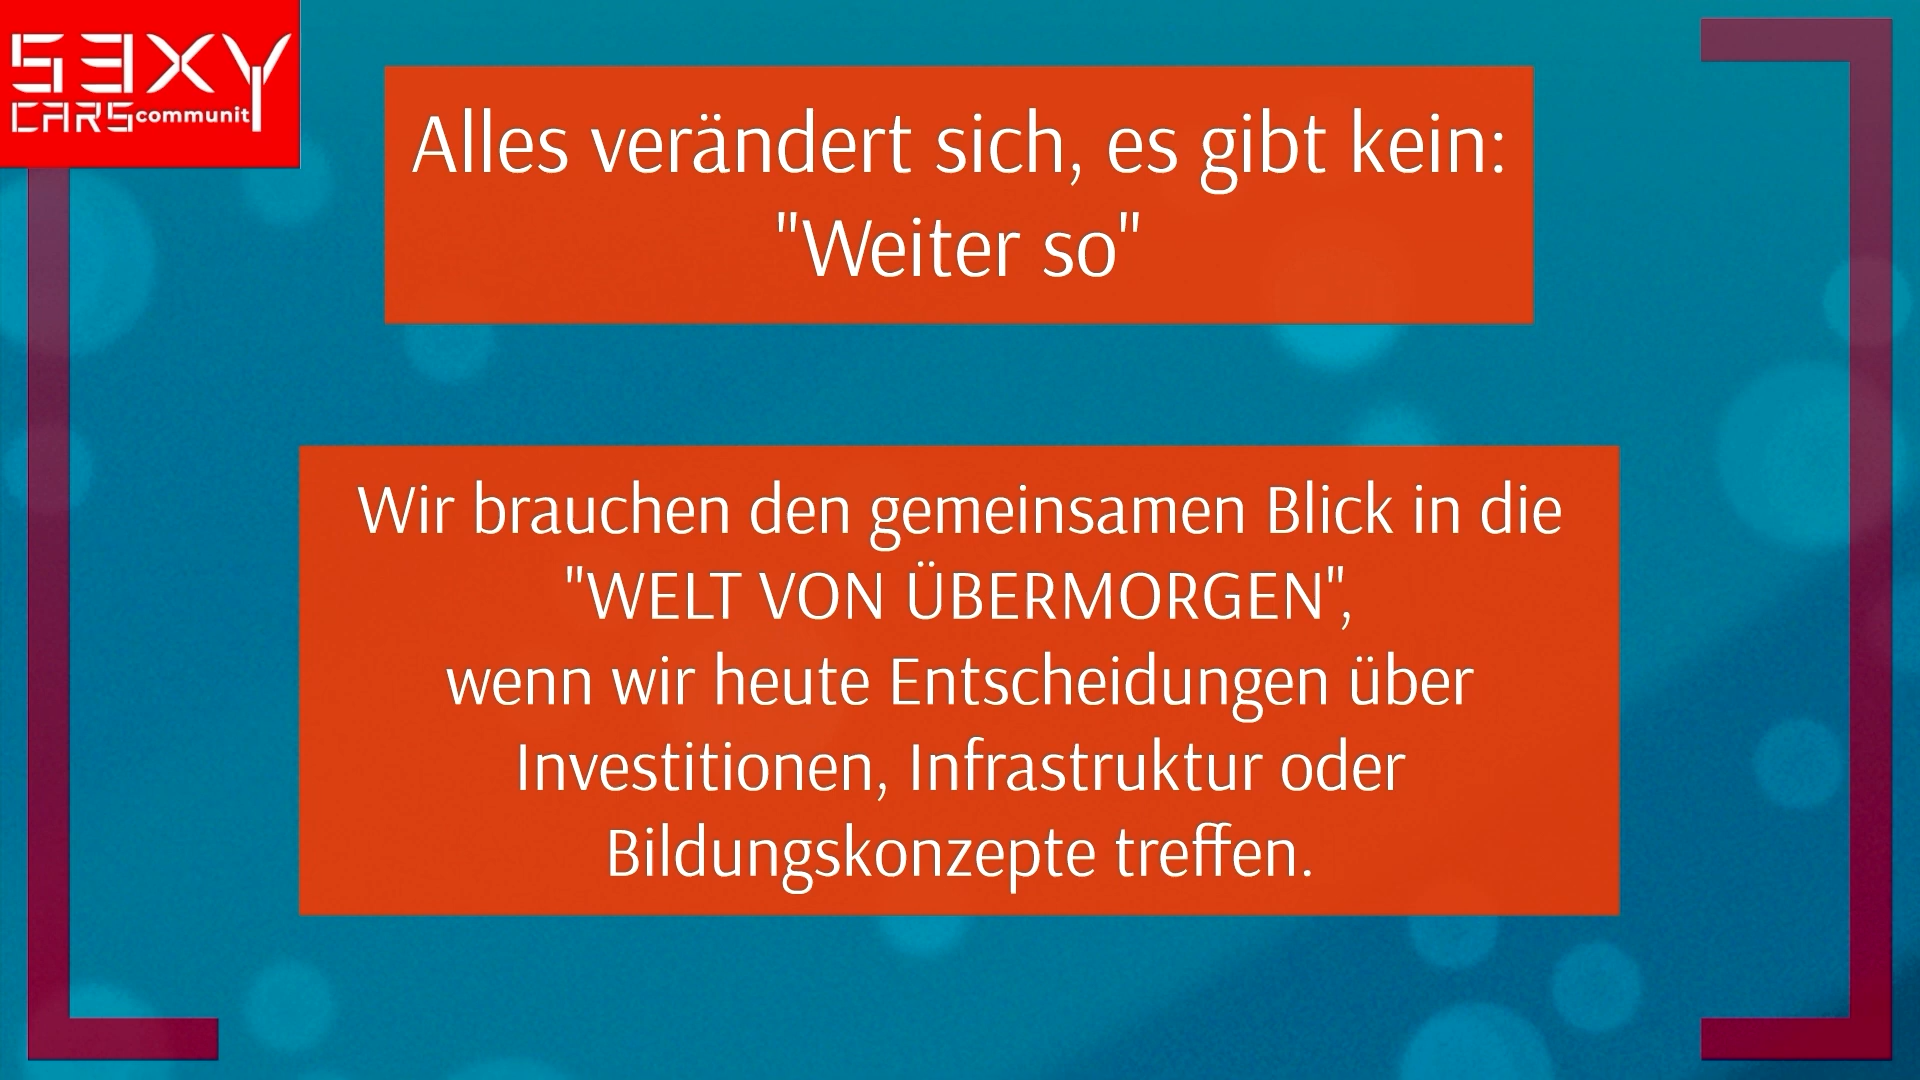 S3XY
CARS community
Alles verändert sich, es gibt kein:
"Weiter so"
Wir brauchen den gemeinsamen Blick in die
"WELT VON ÜBERMORGEN",
wenn wir heute Entscheidungen über
Investitionen, Infrastruktur oder
Bildungskonzepte treffen.